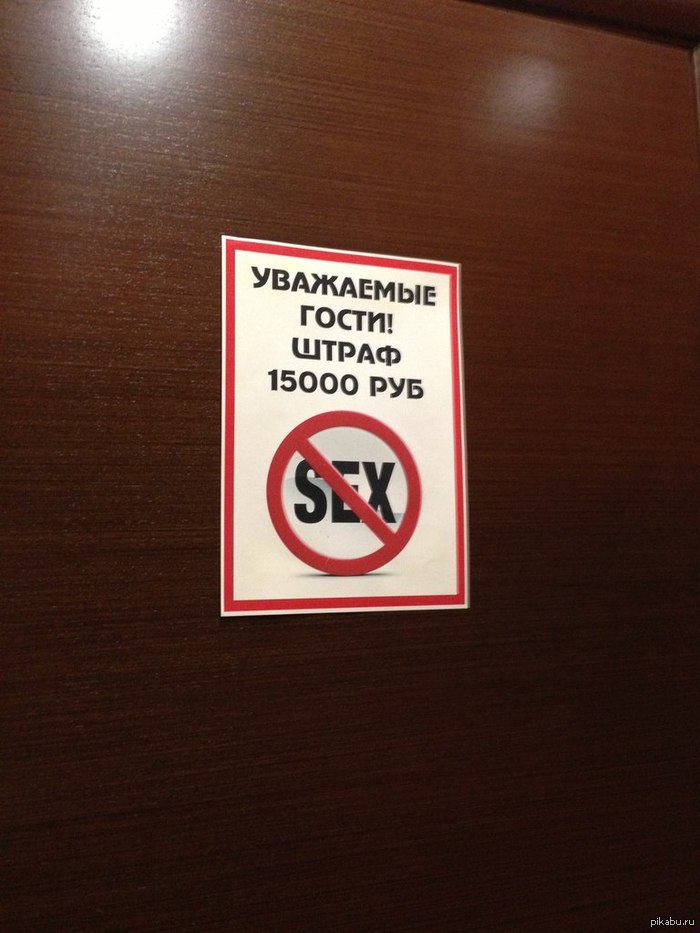 УВАЖАЕМЫЕ
ГОСТИ!
ШТРАФ
15000 РУБ
SEX
pikabu.ru